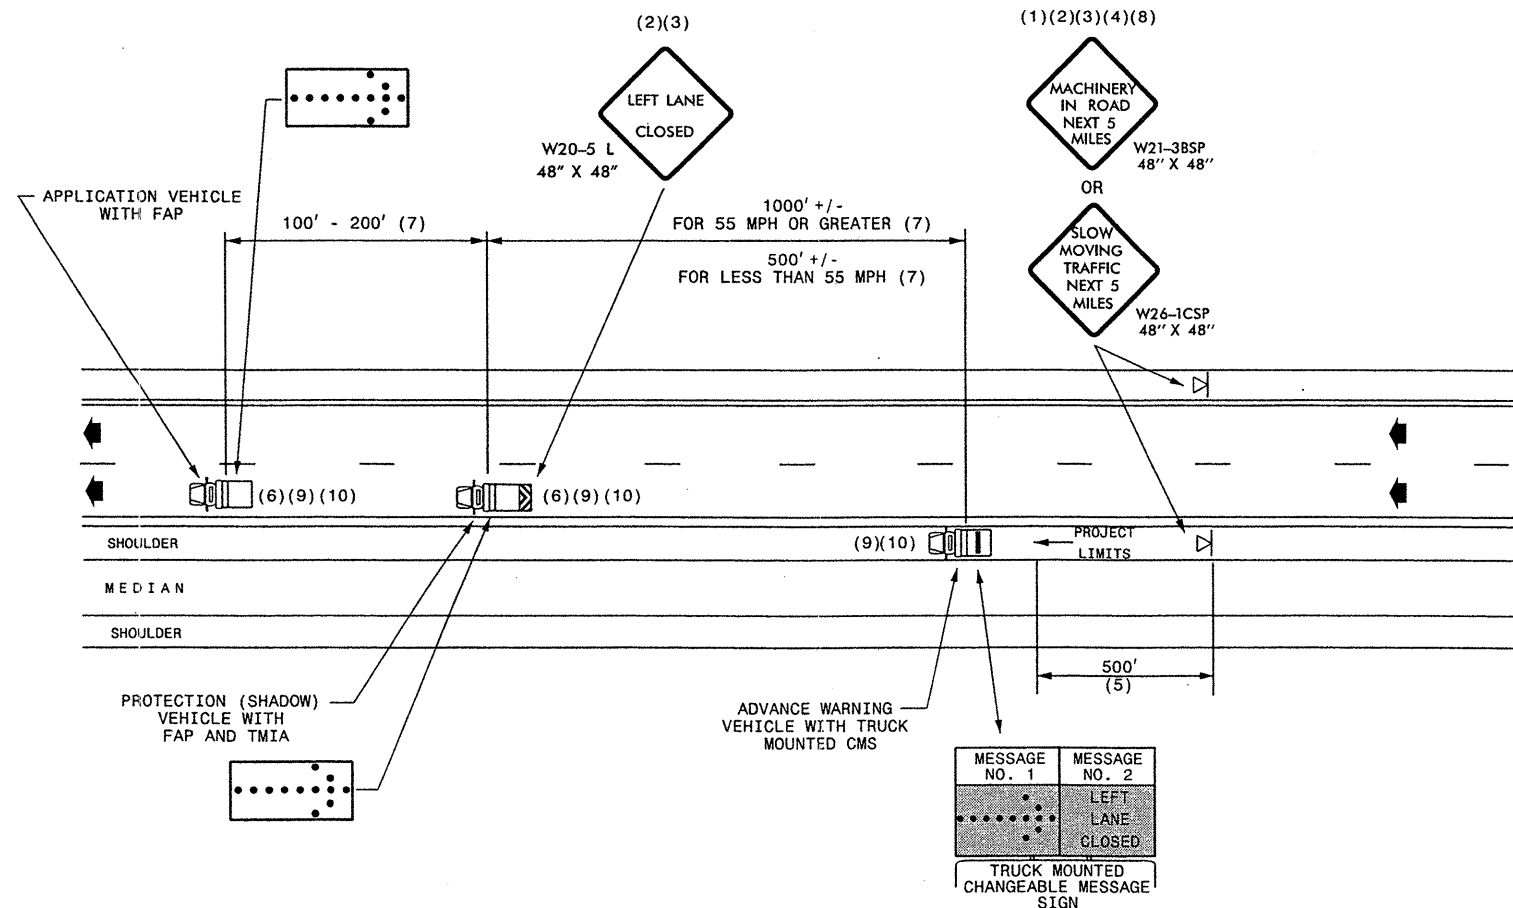 (2)(3)
(1)(2)(3)(4)(8)
LEFT LANE
CLOSED
W20-5 L
48" X 48"
MACHINERY
IN ROAD
NEXT 5
MILES
W21-3BSP
48" X 48"
OR
SLOW
MOVING
TRAFFIC
NEXT 5
MILES
W26-1CSP
48" X 48"
APPLICATION VEHICLE
WITH FAP
100' - 200' (7)
1000' +/-
FOR 55 MPH OR GREATER (7)
500' +/-
FOR LESS THAN 55 MPH (7)
(6)(9)(10)
(6)(9)(10)
SHOULDER
(9)(10)
PROJECT
LIMITS
MEDIAN
SHOULDER
500'
(5)
PROTECTION (SHADOW)
VEHICLE WITH
FAP AND TMIA
ADVANCE WARNING
VEHICLE WITH TRUCK
MOUNTED CMS
MESSAGE
NO. 1
MESSAGE
NO. 2
LEFT
LANE
CLOSED
TRUCK MOUNTED
CHANGEABLE MESSAGE
SIGN